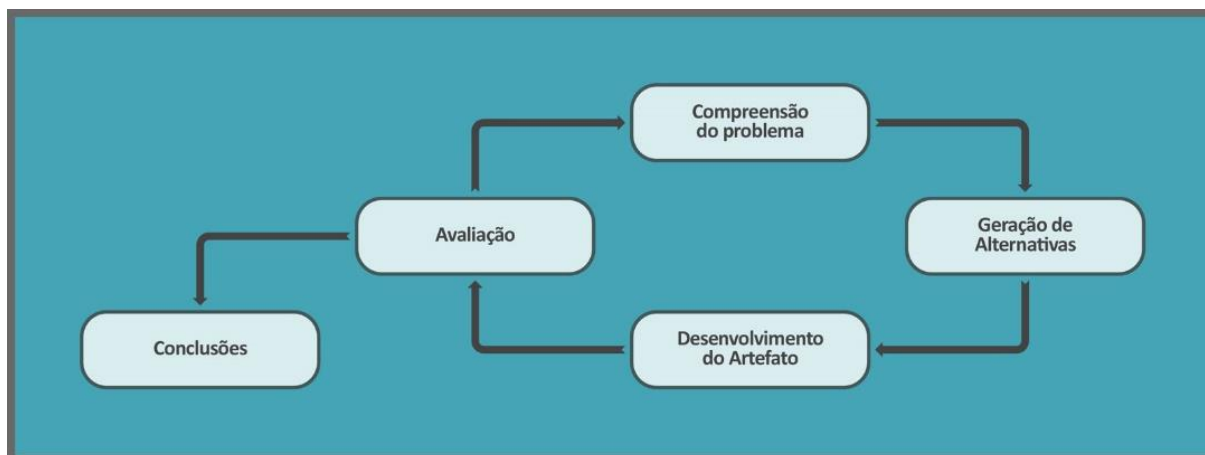 Compreensão
do problema
Avaliação
Geração de
Alternativas
Conclusões
Desenvolvimento
do Artefato